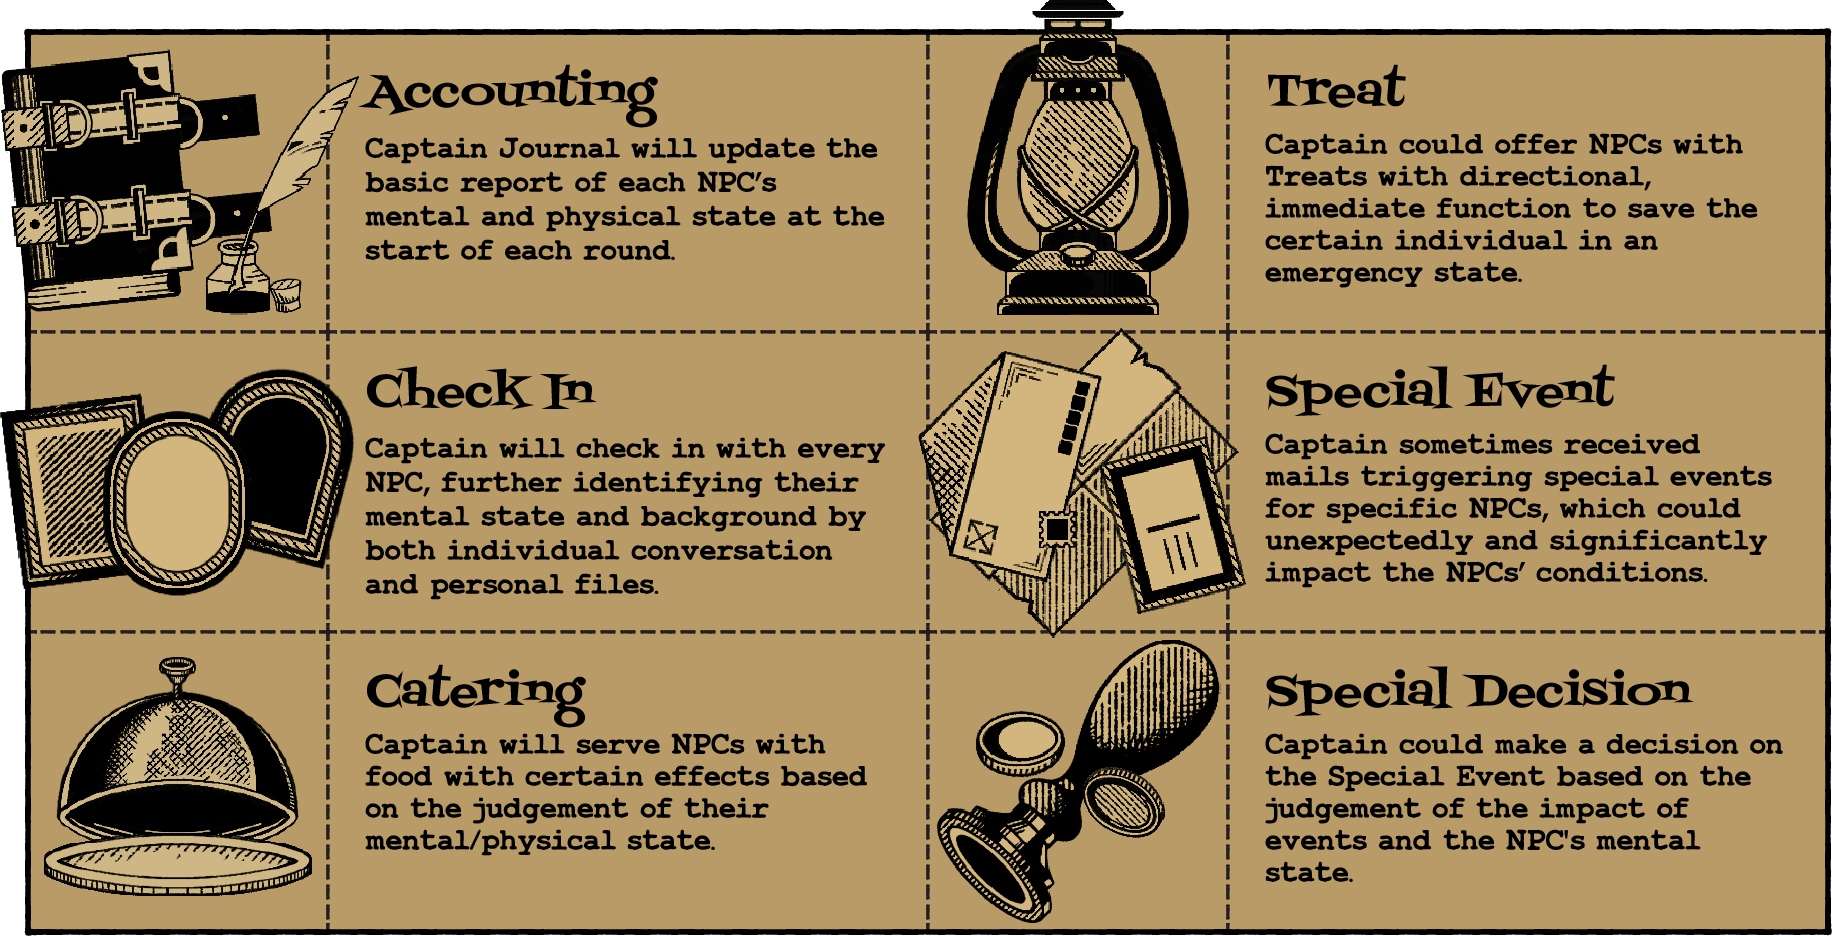 Accounting
Captain Journal will update the
basic report of each NPC’s
mental and physical state at the
start of each round.
Check In
Captain will check in with every
NPC, further identifying their
mental state and background by
both individual conversation
and personal files.
Catering
Captain will serve NPCs with
food with certain effects based
on the judgement of their
mental/physical state.
Treat
Captain could offer NPCs with
Treats with directional,
immediate function to save the
certain individual in an
emergency state.
Special Event
Captain sometimes received
mails triggering special events
for specific NPCs, which could
unexpectedly and significantly
impact the NPCs’ conditions.
Special Decision
Captain could make a decision on
the Special Event based on the
judgement of the impact of
events and the NPC's mental
state.